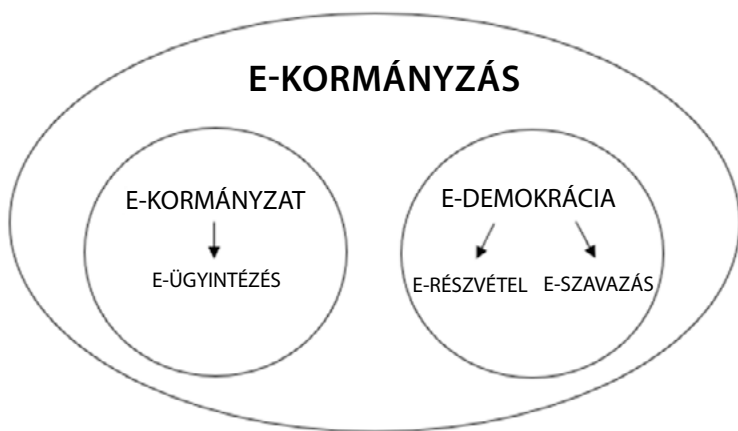 E-KORMÁNYZÁS
E-KORMÁNYZAT
E-ÜGYINTÉZÉS
E-DEMOKRÁCIA
E-RÉSZVÉTEL E-SZAVAZÁS